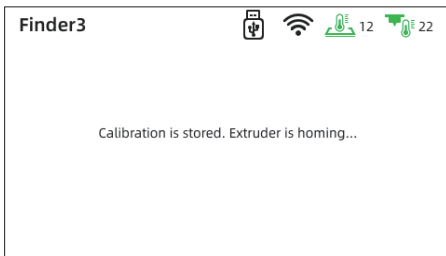 Finder3 12 22
Calibration is stored. Extruder is homing...